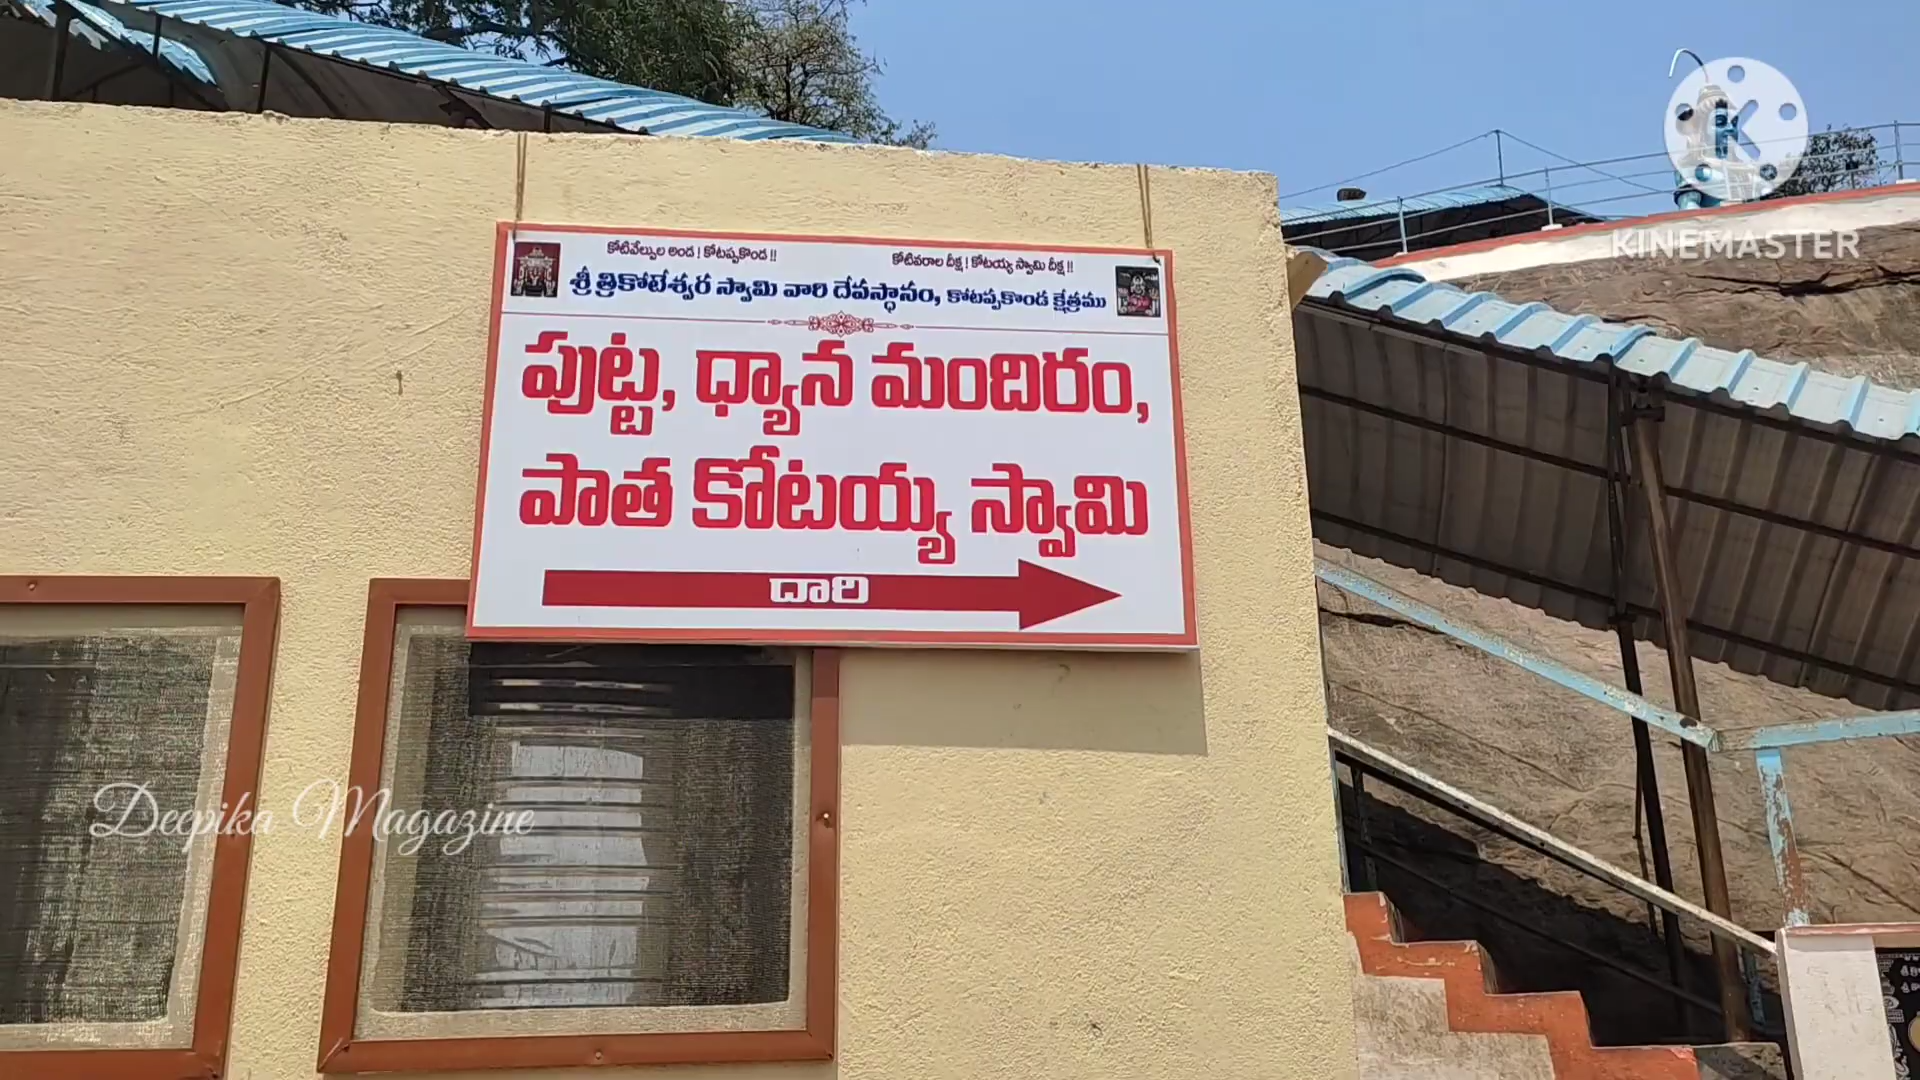 KINEMASTER
కోటివేల్పుల అండ ! కోటప్పకొండ !!
కోటివరాల దీక్ష ! కోటయ్య స్వామి దీక్ష !!
శ్రీ త్రికోటేశ్వర స్వామి వారి దేవస్థానం, కోటప్పకొండ క్షేత్రము
పుట్ట, ధ్యాన మందిరం,
పాత కోటయ్య స్వామి
దారి
Deepika Magazine